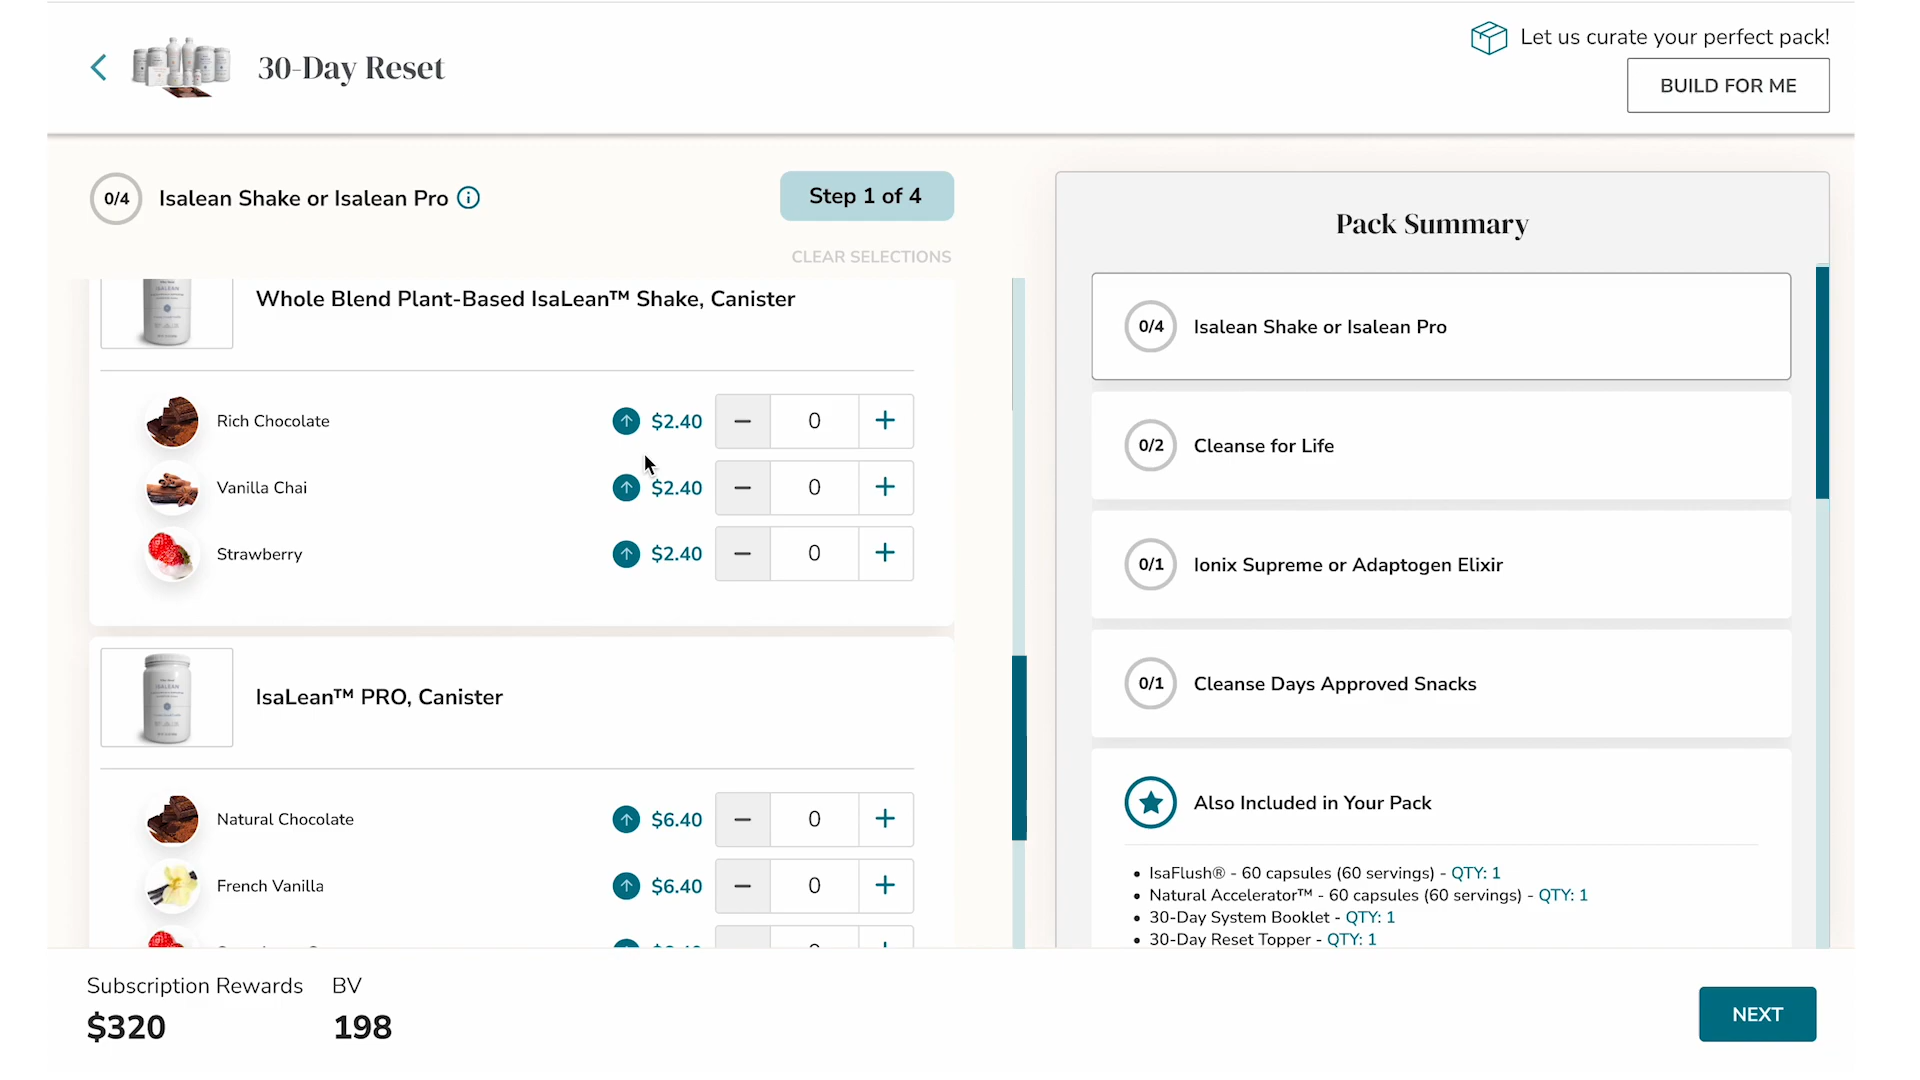 Let us curate your perfect pack!
30-Day Reset
BUILD FOR ME
0/4 Isalean Shake or Isalean Pro
Step 1 of 4
CLEAR SELECTIONS
Whole Blend Plant-Based IsaLean™ Shake, Canister
Rich Chocolate $2.40 − 0 +
Vanilla Chai $2.40 − 0 +
Strawberry $2.40 − 0 +
IsaLean™ PRO, Canister
Natural Chocolate $6.40 − 0 +
French Vanilla $6.40 − 0 +
Pack Summary
0/4 Isalean Shake or Isalean Pro
0/2 Cleanse for Life
0/1 Ionix Supreme or Adaptogen Elixir
0/1 Cleanse Days Approved Snacks
Also Included in Your Pack
• IsaFlush® - 60 capsules (60 servings) - QTY: 1
• Natural Accelerator™ - 60 capsules (60 servings) - QTY: 1
• 30-Day System Booklet - QTY: 1
• 30-Day Reset Topper - QTY: 1
Subscription Rewards BV
$320 198
NEXT